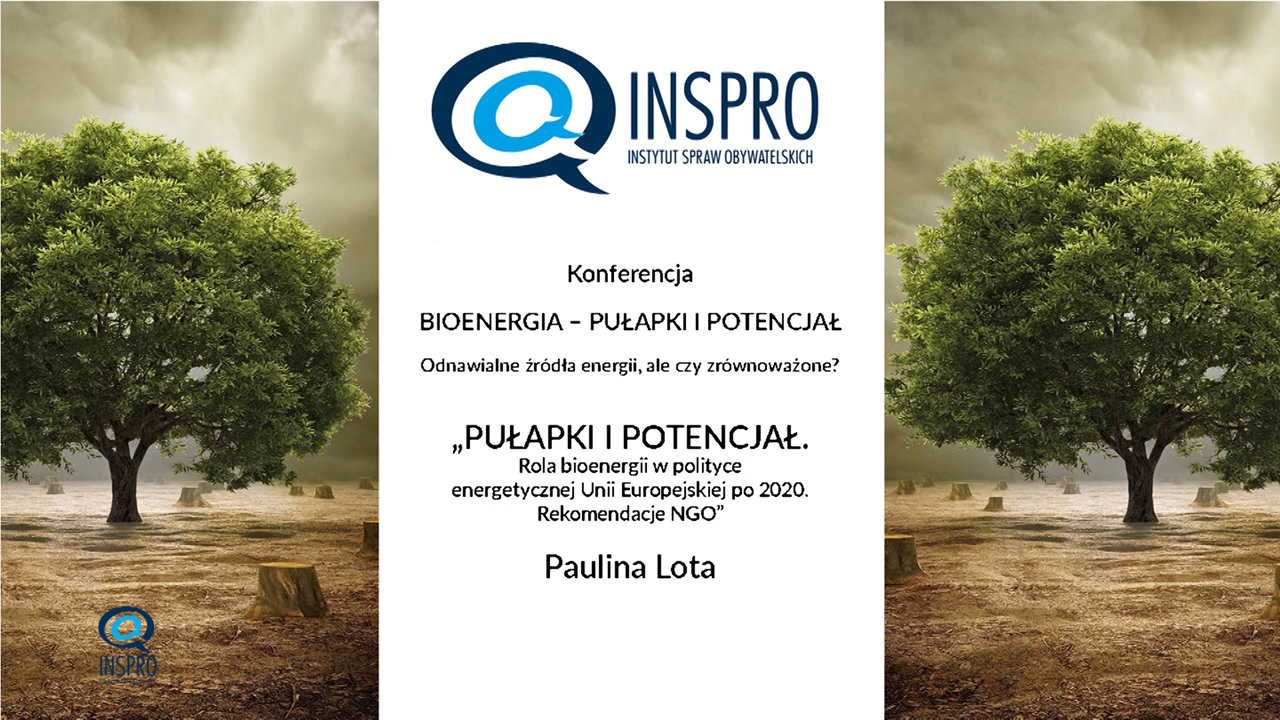 INSPRO
INSTYTUT SPRAW OBYWATELSKICH
Konferencja
BIOENERGIA – PUŁAPKI I POTENCJAŁ
Odnawialne źródła energii, ale czy zrównoważone?
„PUŁAPKI I POTENCJAŁ.
Rola bioenergii w polityce
energetycznej Unii Europejskiej po 2020.
Rekomendacje NGO”
Paulina Lota
INSPRO